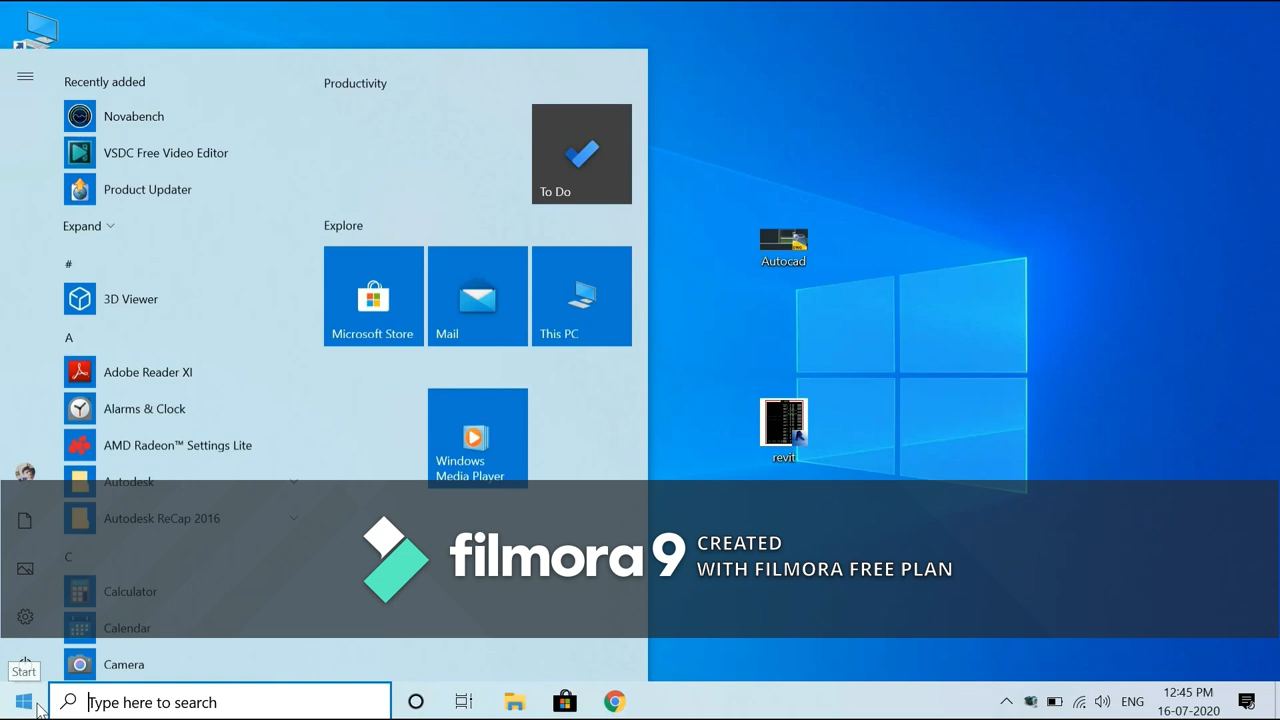 Recently added
Novabench
VSDC Free Video Editor
Product Updater
Expand
#
3D Viewer
A
Adobe Reader XI
Alarms & Clock
AMD Radeon™ Settings Lite
Autodesk
Autodesk ReCap 2016
C
Calculator
Calendar
Camera
Productivity
To Do
Explore
Microsoft Store
Mail
This PC
Windows
Media Player
Autocad
revit
filmora9
CREATED
WITH FILMORA FREE PLAN
Start
Type here to search
ENG
12:45 PM
16-07-2020